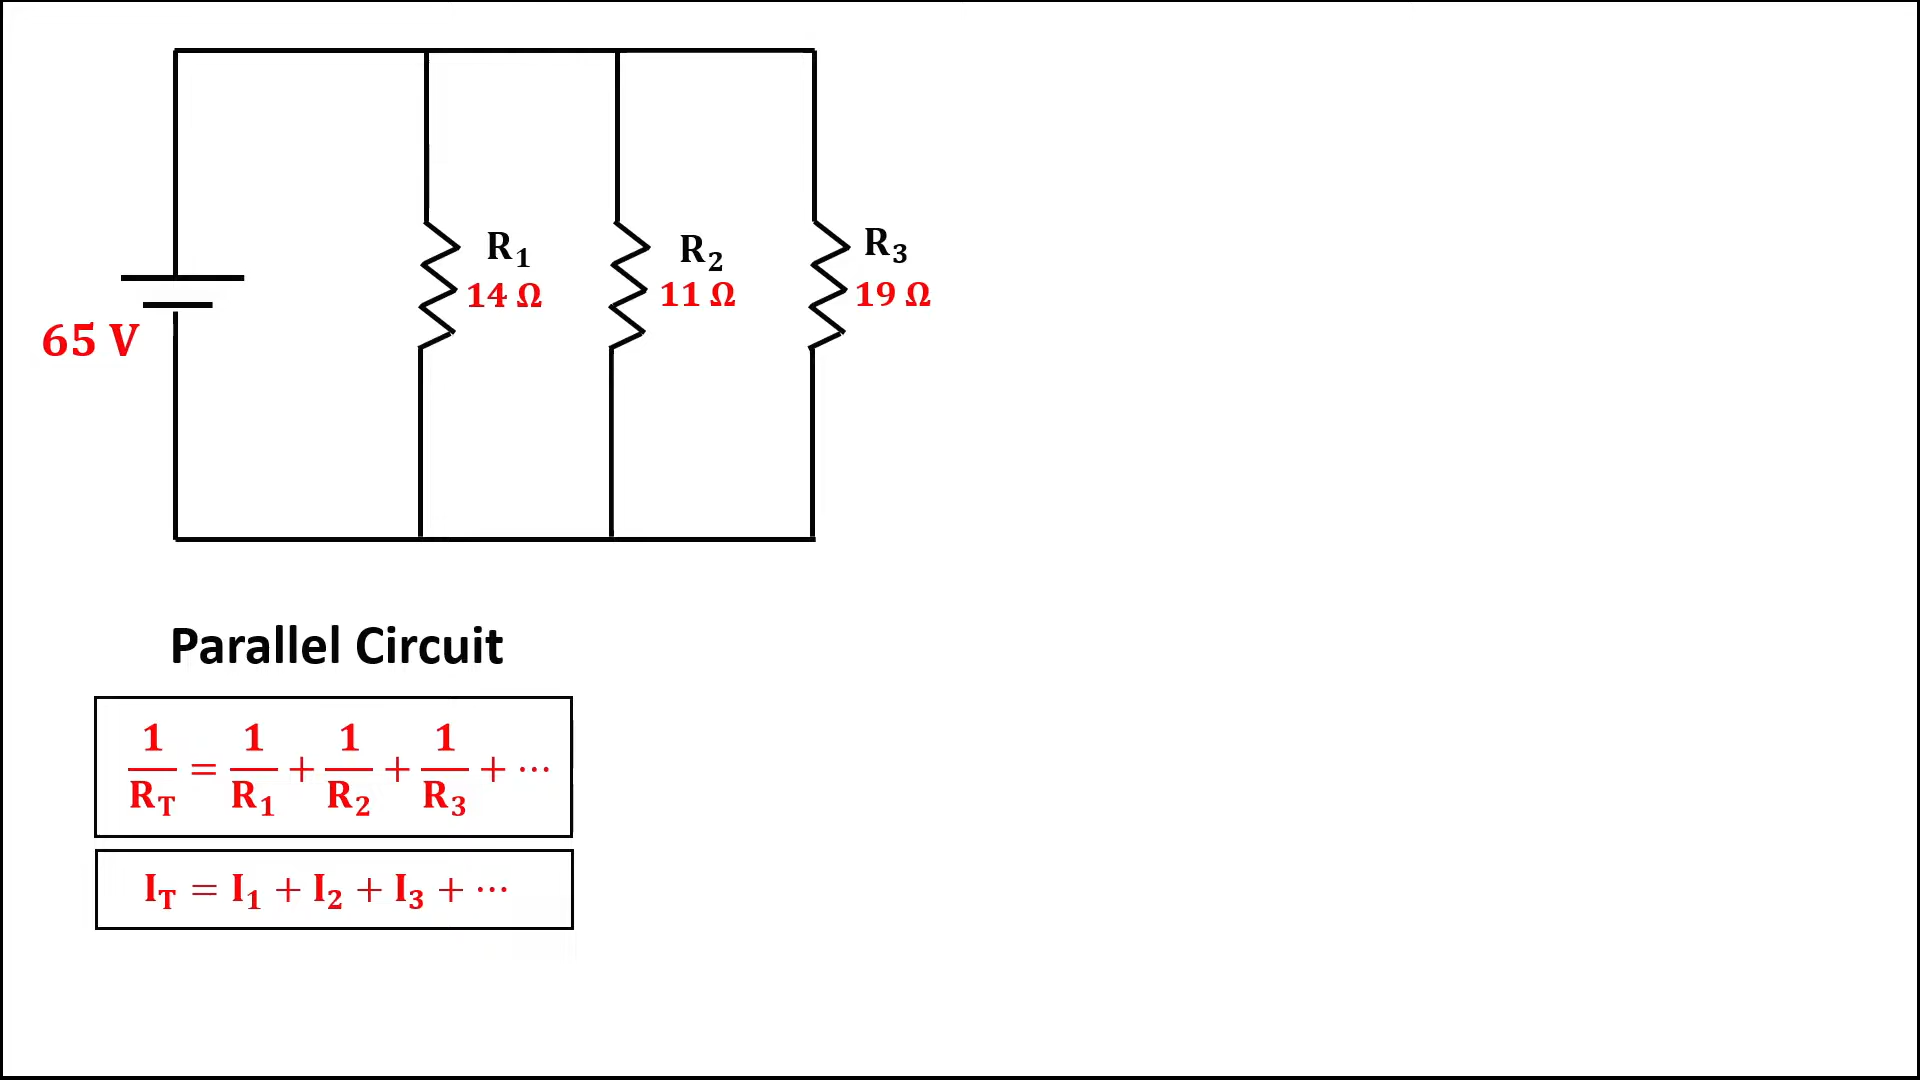 R₁
14 Ω
R₂
11 Ω
R₃
19 Ω
65 V
Parallel Circuit
1/R_T = 1/R₁ + 1/R₂ + 1/R₃ + ⋯
I_T = I₁ + I₂ + I₃ + ⋯